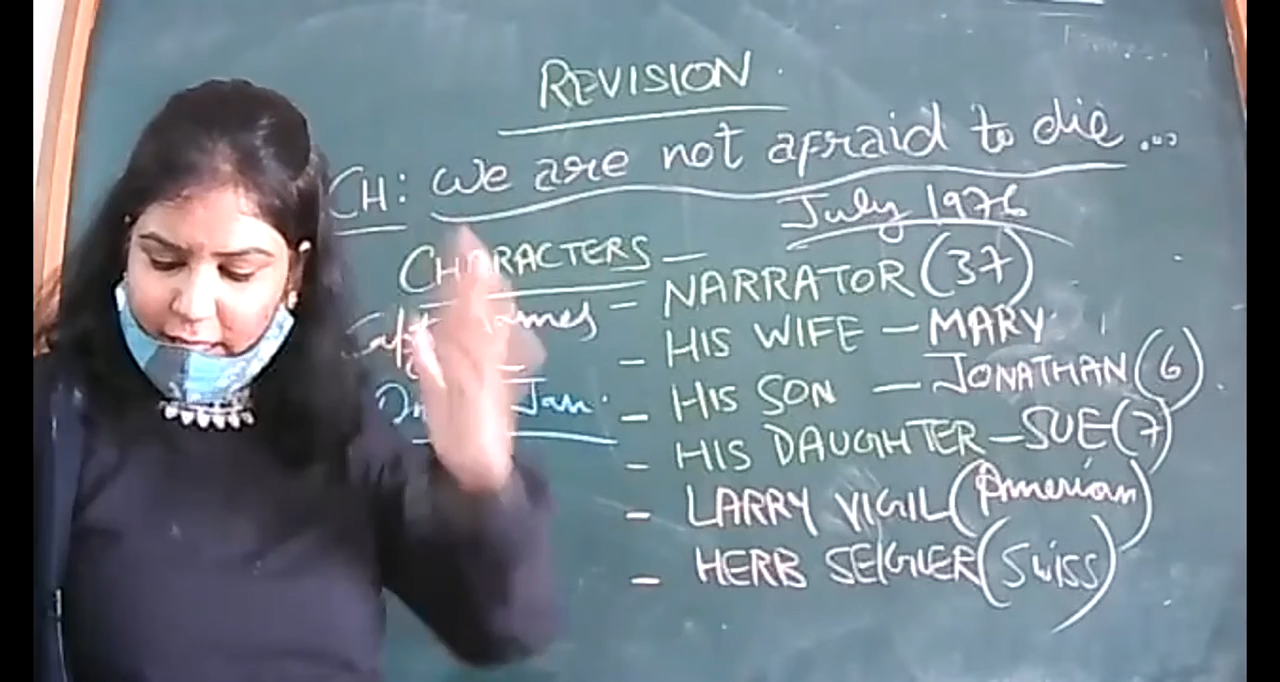 REVISION
CH: We are not afraid to die...
July 1976
CHARACTERS —
- NARRATOR (37)
- HIS WIFE — MARY
- HIS SON — JONATHAN (6)
- HIS DAUGHTER — SUE (7)
- LARRY VIGIL (American)
- HERB SEIGLER (Swiss)
Jan.